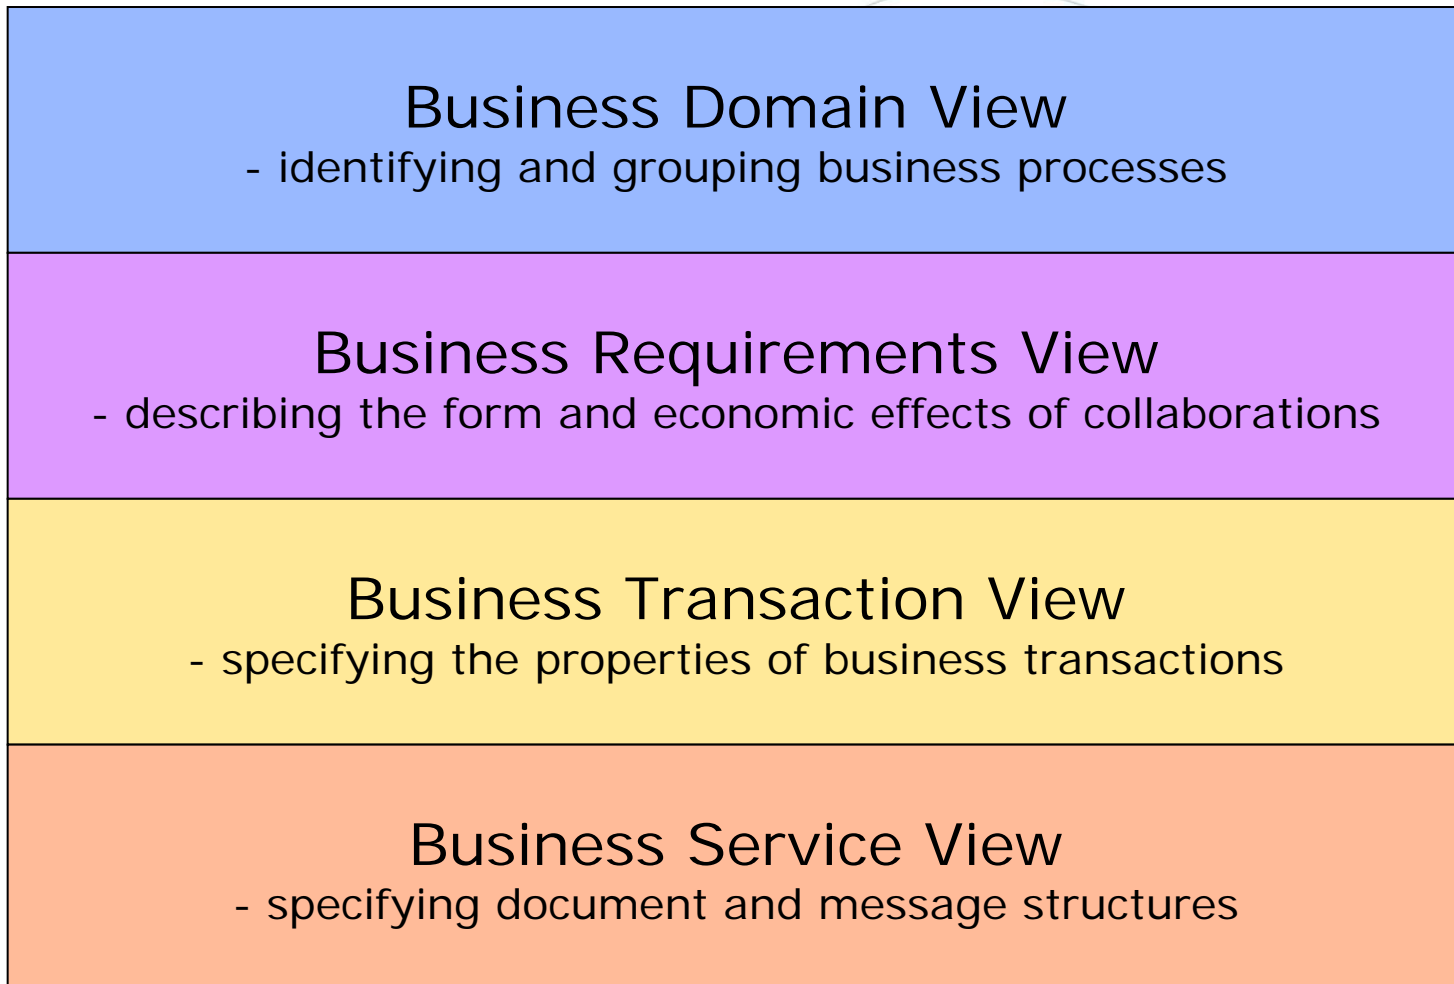 Business Domain View
- identifying and grouping business processes
Business Requirements View
- describing the form and economic effects of collaborations
Business Transaction View
- specifying the properties of business transactions
Business Service View
- specifying document and message structures